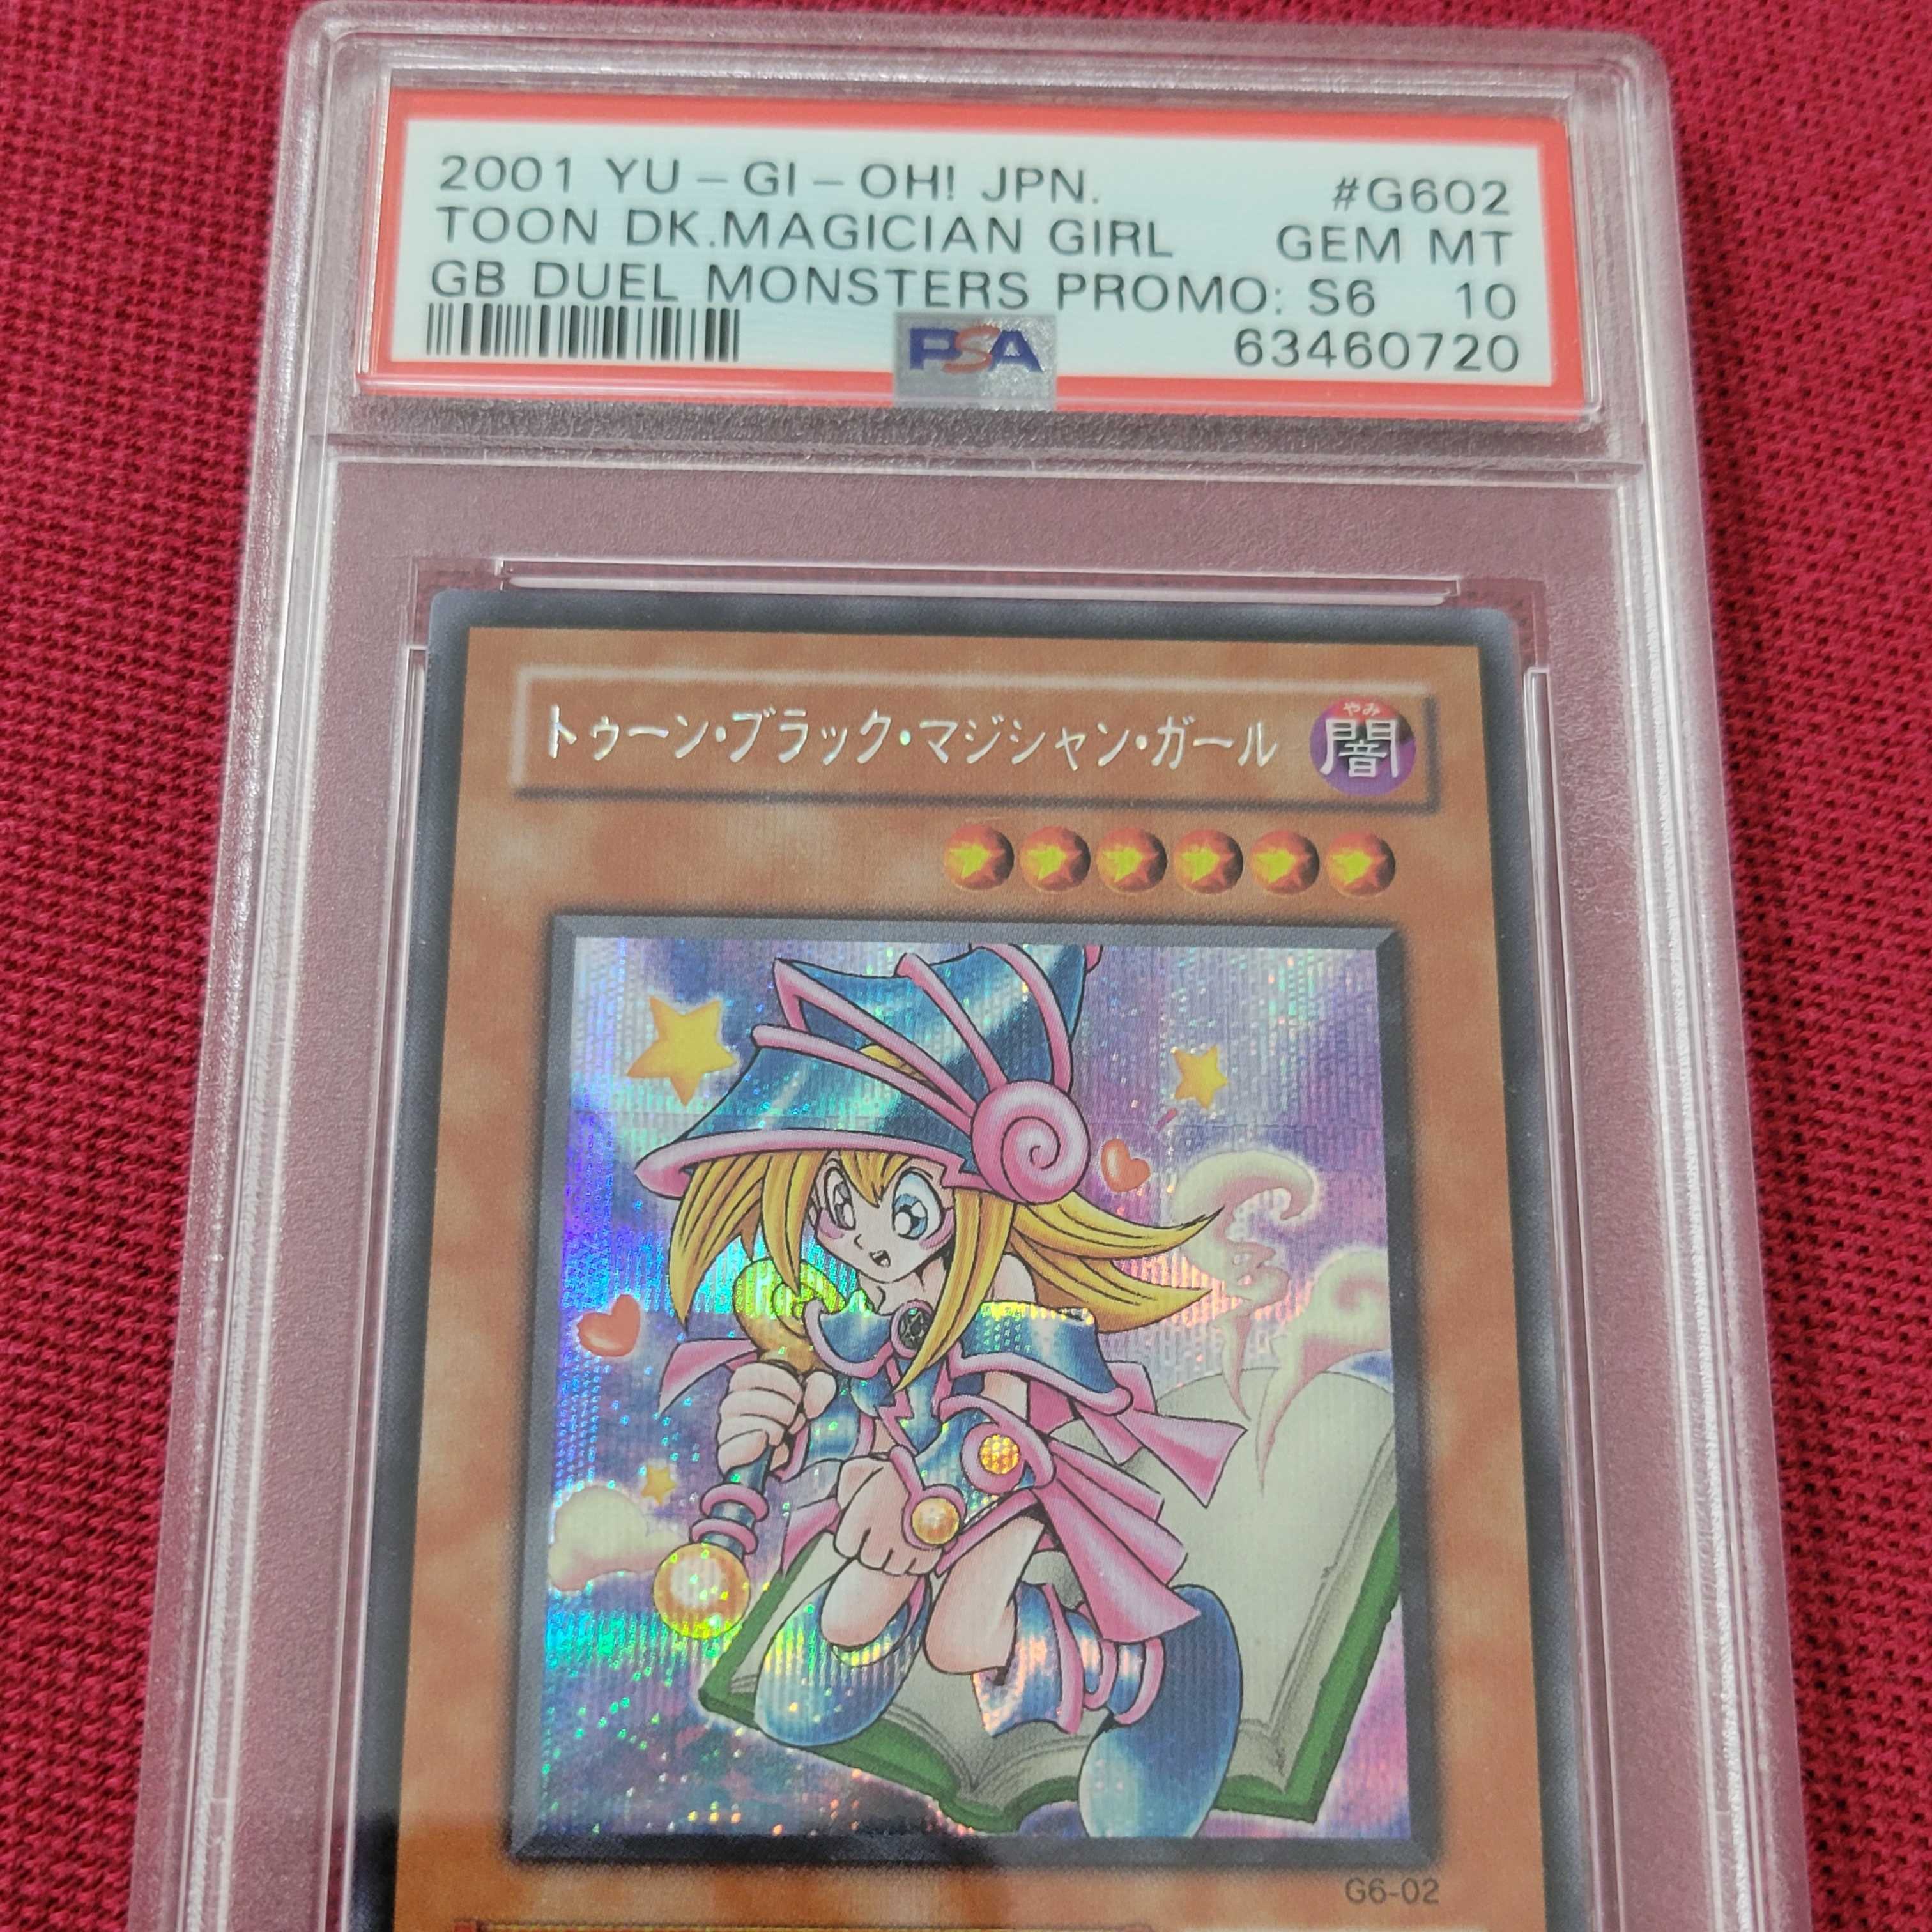 2001 YU-GI-OH! JPN. #G602
TOON DK.MAGICIAN GIRL GEM MT
GB DUEL MONSTERS PROMO: S6 10
PSA 63460720
トゥーン・ブラック・マジシャン・ガール
やみ
闇
G6-02